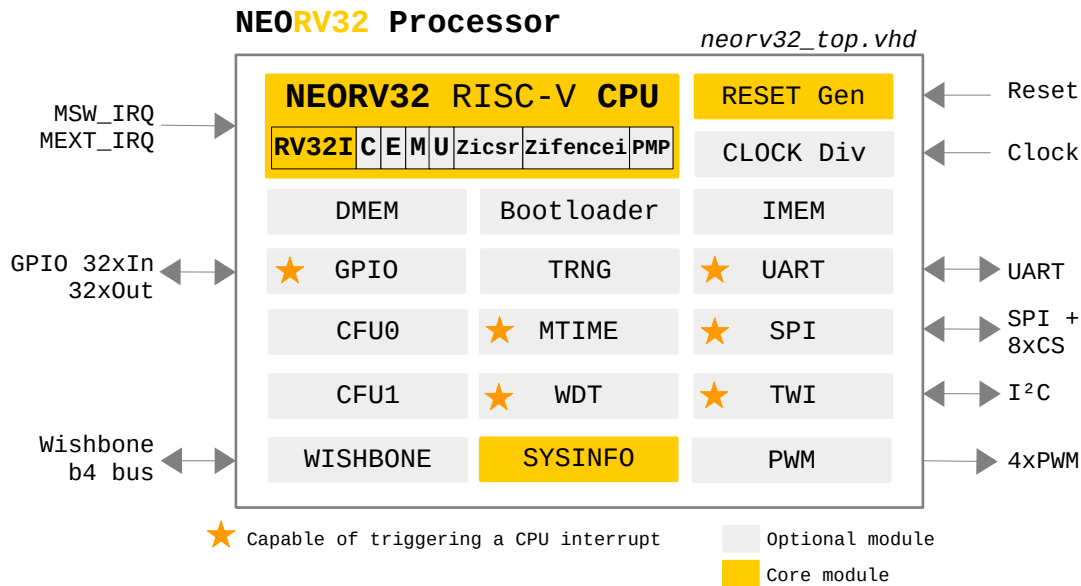 NEORV32 Processor
neorv32_top.vhd
NEORV32 RISC-V CPU
RV32I C E M U Zicsr Zifencei PMP
RESET Gen
CLOCK Div
MSW_IRQ
MEXT_IRQ
Reset
Clock
DMEM
Bootloader
IMEM
GPIO 32xIn
32xOut
GPIO
TRNG
UART
UART
CFU0
MTIME
SPI
SPI +
8xCS
CFU1
WDT
TWI
I²C
Wishbone
b4 bus
WISHBONE
SYSINFO
PWM
4xPWM
Capable of triggering a CPU interrupt
Optional module
Core module